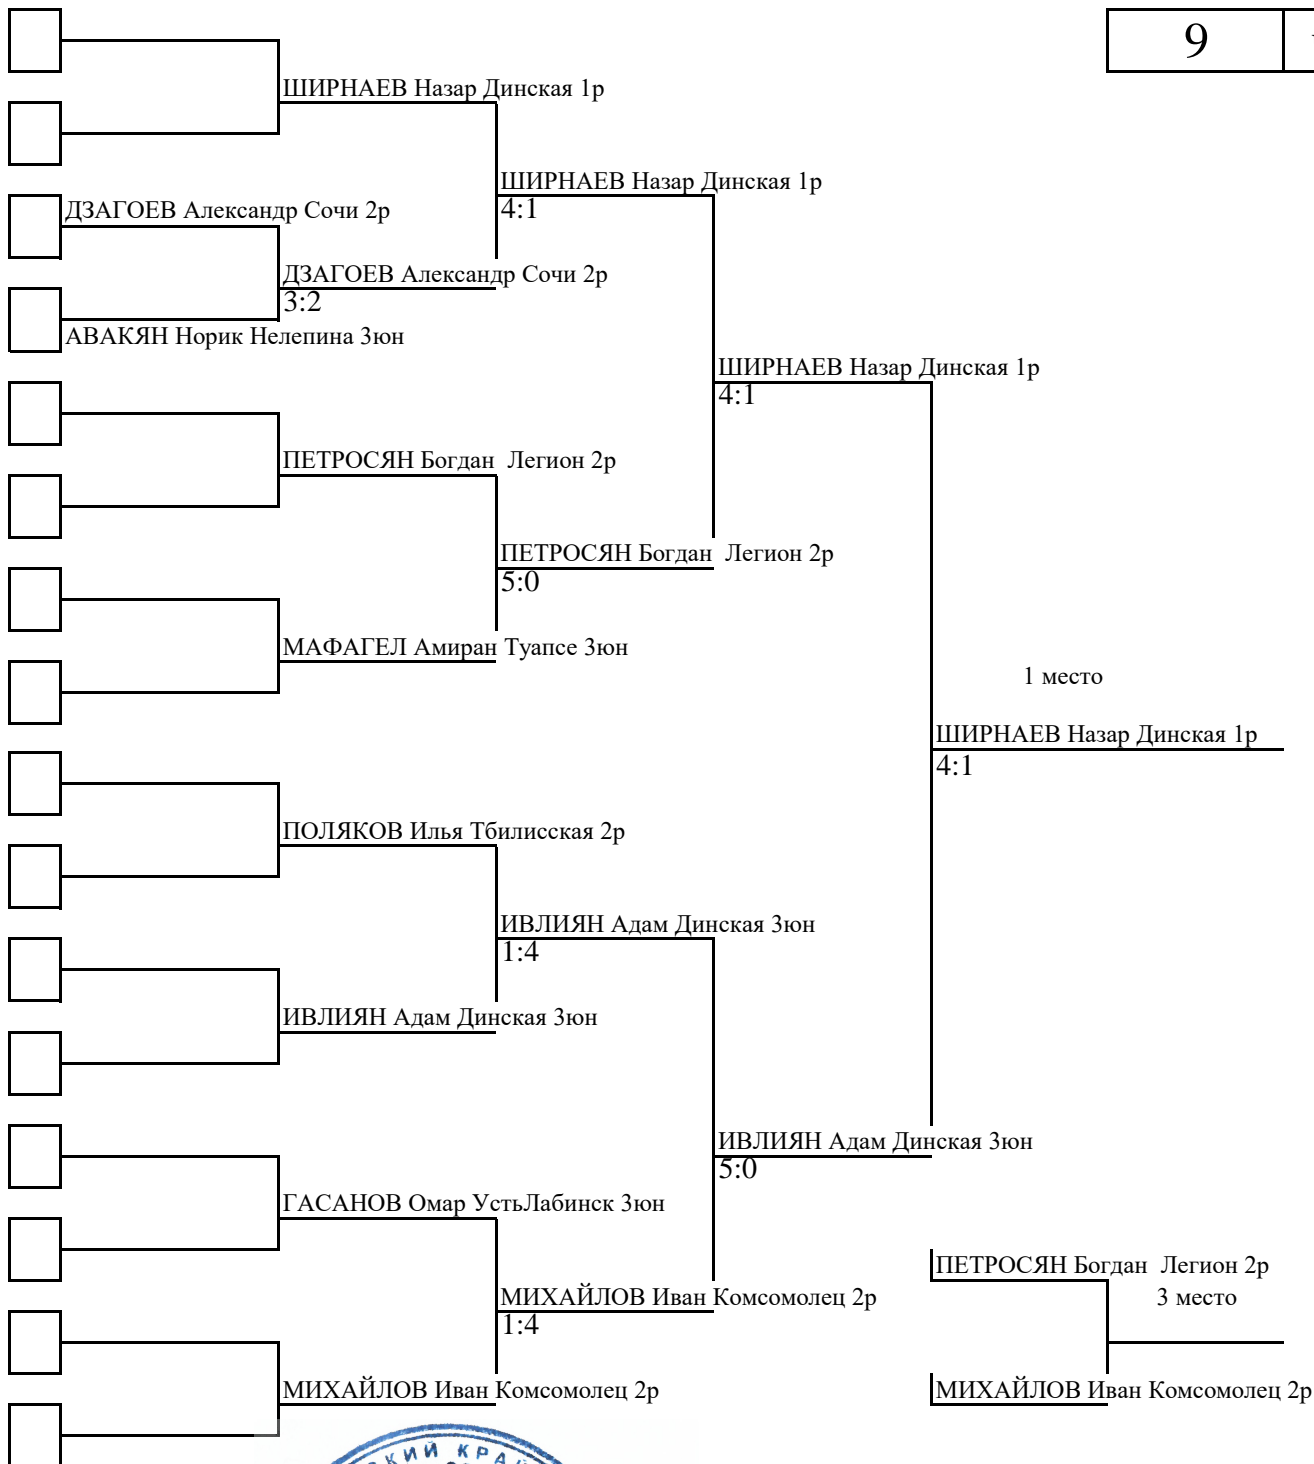 9
ШИРНАЕВ Назар Динская 1р
ШИРНАЕВ Назар Динская 1р
4:1
ДЗАГОЕВ Александр Сочи 2р
ДЗАГОЕВ Александр Сочи 2р
3:2
АВАКЯН Норик Нелепина 3юн
ШИРНАЕВ Назар Динская 1р
4:1
ПЕТРОСЯН Богдан Легион 2р
ПЕТРОСЯН Богдан Легион 2р
5:0
МАФАГЕЛ Амиран Туапсе 3юн
1 место
ШИРНАЕВ Назар Динская 1р
4:1
ПОЛЯКОВ Илья Тбилисская 2р
ИВЛИЯН Адам Динская 3юн
1:4
ИВЛИЯН Адам Динская 3юн
ИВЛИЯН Адам Динская 3юн
5:0
ГАСАНОВ Омар УстьЛабинск 3юн
ПЕТРОСЯН Богдан Легион 2р
МИХАЙЛОВ Иван Комсомолец 2р
3 место
1:4
МИХАЙЛОВ Иван Комсомолец 2р
МИХАЙЛОВ Иван Комсомолец 2р